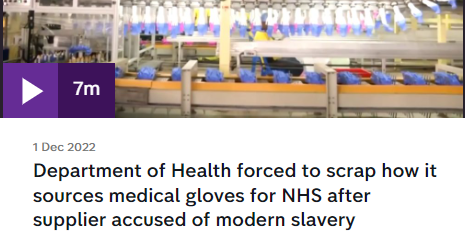 7m
1 Dec 2022
Department of Health forced to scrap how it
sources medical gloves for NHS after
supplier accused of modern slavery